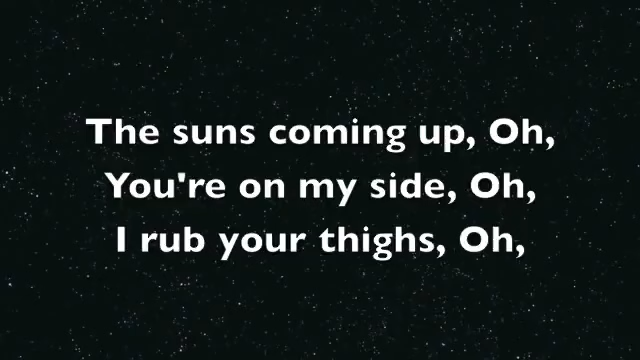 The suns coming up, Oh,
You're on my side, Oh,
I rub your thighs, Oh,